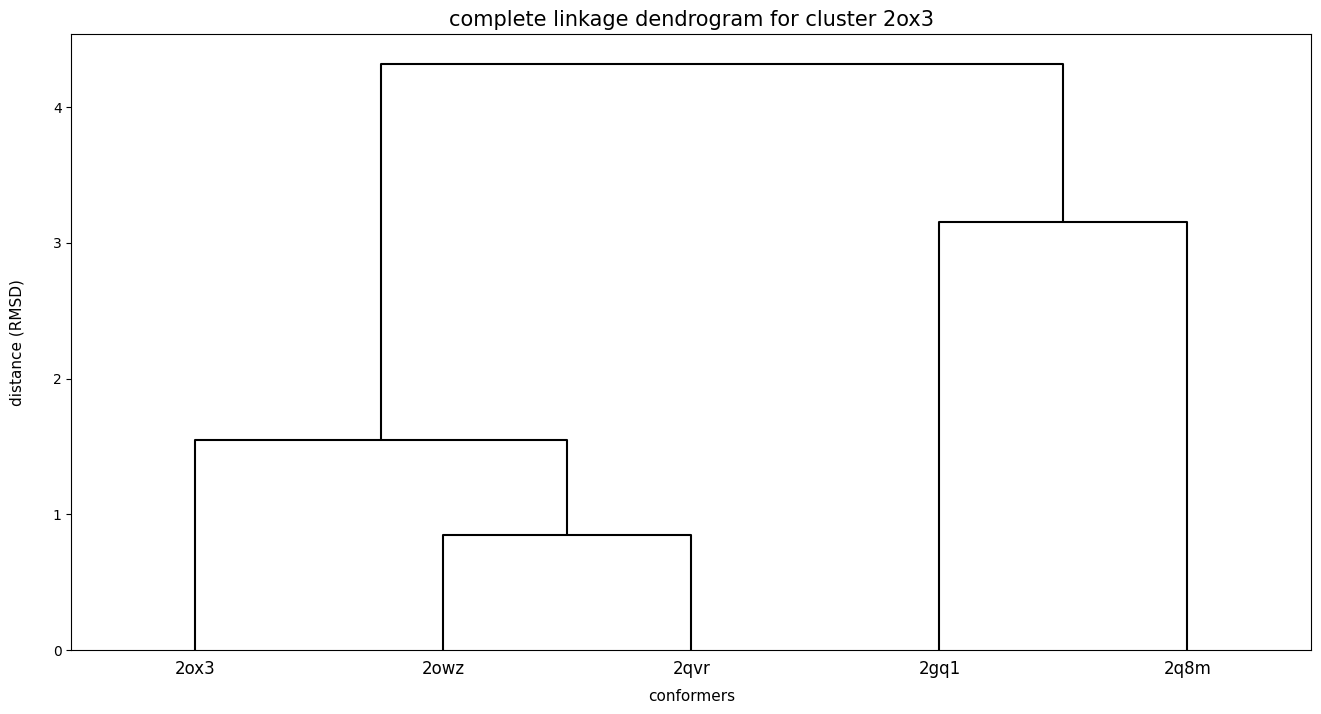 complete linkage dendrogram for cluster 2ox3
4
3
2
1
0
distance (RMSD)
2ox3 2owz 2qvr 2gq1 2q8m
conformers